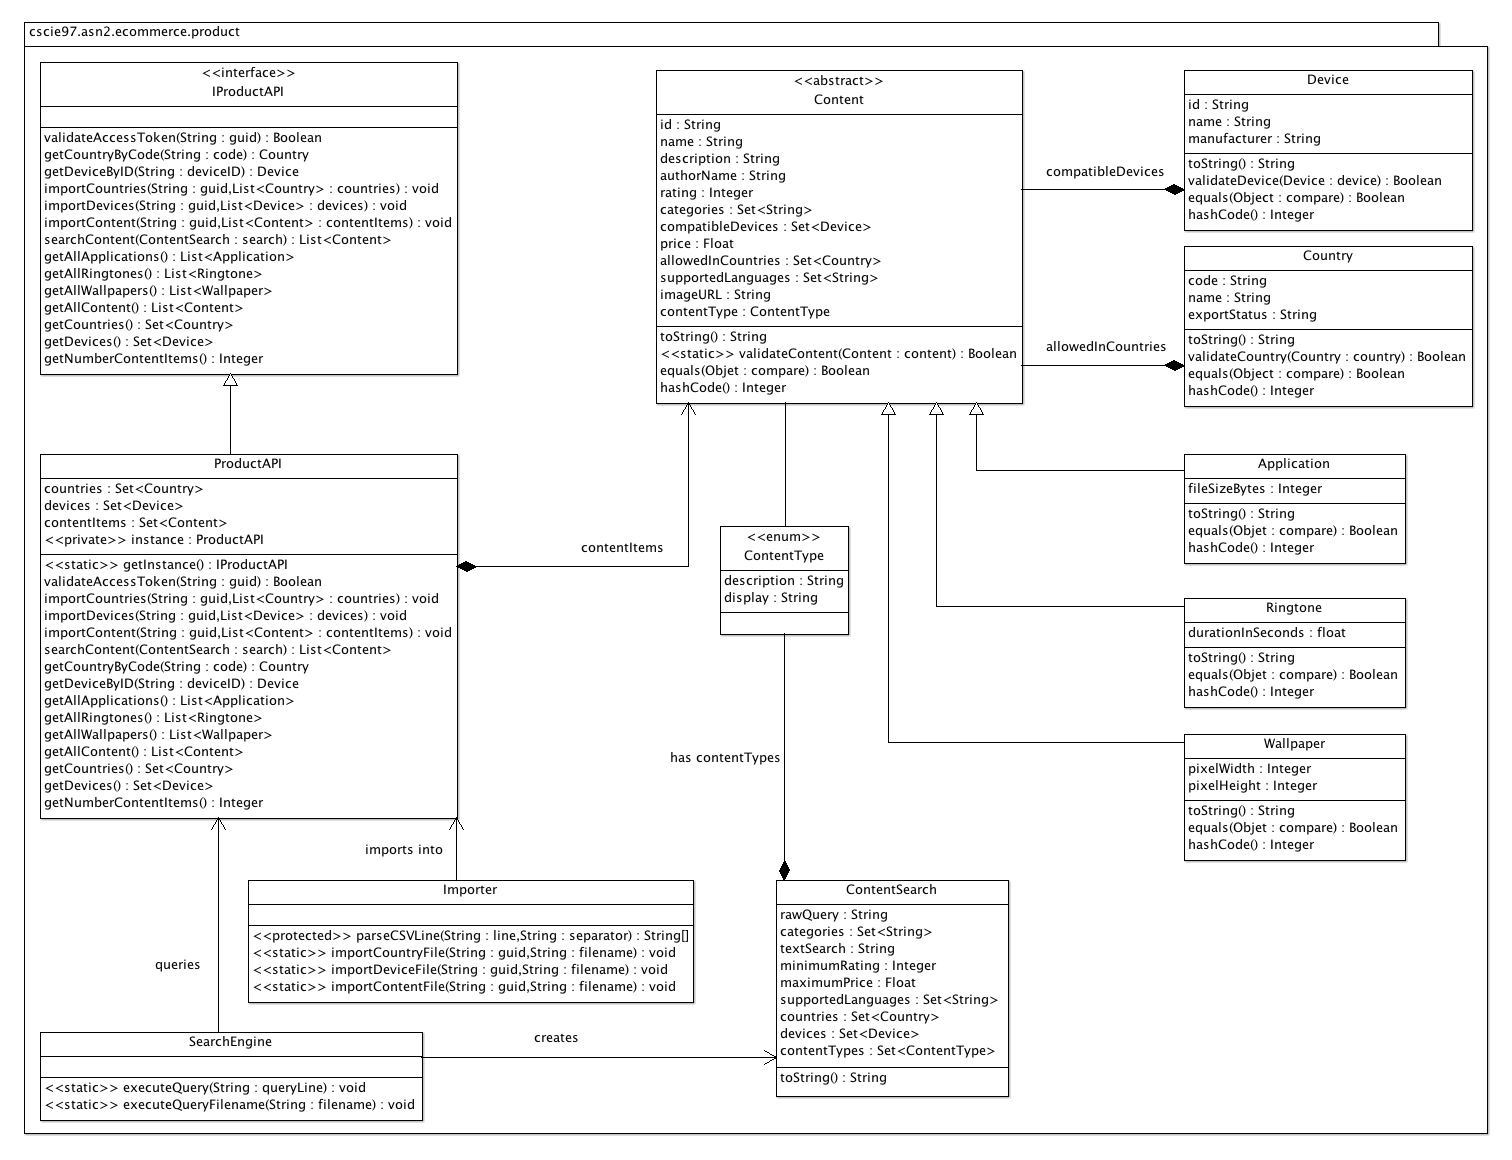 cscie97.asn2.ecommerce.product
<<interface>>
IProductAPI
validateAccessToken(String : guid) : Boolean
getCountryByCode(String : code) : Country
getDeviceByID(String : deviceID) : Device
importCountries(String : guid,List<Country> : countries) : void
importDevices(String : guid,List<Device> : devices) : void
importContent(String : guid,List<Content> : contentItems) : void
searchContent(ContentSearch : search) : List<Content>
getAllApplications() : List<Application>
getAllRingtones() : List<Ringtone>
getAllWallpapers() : List<Wallpaper>
getAllContent() : List<Content>
getCountries() : Set<Country>
getDevices() : Set<Device>
getNumberContentItems() : Integer
<<abstract>>
Content
id : String
name : String
description : String
authorName : String
rating : Integer
categories : Set<String>
compatibleDevices : Set<Device>
price : Float
allowedInCountries : Set<Country>
supportedLanguages : Set<String>
imageURL : String
contentType : ContentType
toString() : String
<<static>> validateContent(Content : content) : Boolean
equals(Objet : compare) : Boolean
hashCode() : Integer
compatibleDevices
allowedInCountries
Device
id : String
name : String
manufacturer : String
toString() : String
validateDevice(Device : device) : Boolean
equals(Object : compare) : Boolean
hashCode() : Integer
Country
code : String
name : String
exportStatus : String
toString() : String
validateCountry(Country : country) : Boolean
equals(Object : compare) : Boolean
hashCode() : Integer
ProductAPI
countries : Set<Country>
devices : Set<Device>
contentItems : Set<Content>
<<private>> instance : ProductAPI
<<static>> getInstance() : IProductAPI
validateAccessToken(String : guid) : Boolean
importCountries(String : guid,List<Country> : countries) : void
importDevices(String : guid,List<Device> : devices) : void
importContent(String : guid,List<Content> : contentItems) : void
searchContent(ContentSearch : search) : List<Content>
getCountryByCode(String : code) : Country
getDeviceByID(String : deviceID) : Device
getAllApplications() : List<Application>
getAllRingtones() : List<Ringtone>
getAllWallpapers() : List<Wallpaper>
getAllContent() : List<Content>
getCountries() : Set<Country>
getDevices() : Set<Device>
getNumberContentItems() : Integer
contentItems
<<enum>>
ContentType
description : String
display : String
has contentTypes
Application
fileSizeBytes : Integer
toString() : String
equals(Objet : compare) : Boolean
hashCode() : Integer
Ringtone
durationInSeconds : float
toString() : String
equals(Objet : compare) : Boolean
hashCode() : Integer
Wallpaper
pixelWidth : Integer
pixelHeight : Integer
toString() : String
equals(Objet : compare) : Boolean
hashCode() : Integer
imports into
Importer
<<protected>> parseCSVLine(String : line,String : separator) : String[]
<<static>> importCountryFile(String : guid,String : filename) : void
<<static>> importDeviceFile(String : guid,String : filename) : void
<<static>> importContentFile(String : guid,String : filename) : void
queries
SearchEngine
<<static>> executeQuery(String : queryLine) : void
<<static>> executeQueryFilename(String : filename) : void
creates
ContentSearch
rawQuery : String
categories : Set<String>
textSearch : String
minimumRating : Integer
maximumPrice : Float
supportedLanguages : Set<String>
countries : Set<Country>
devices : Set<Device>
contentTypes : Set<ContentType>
toString() : String